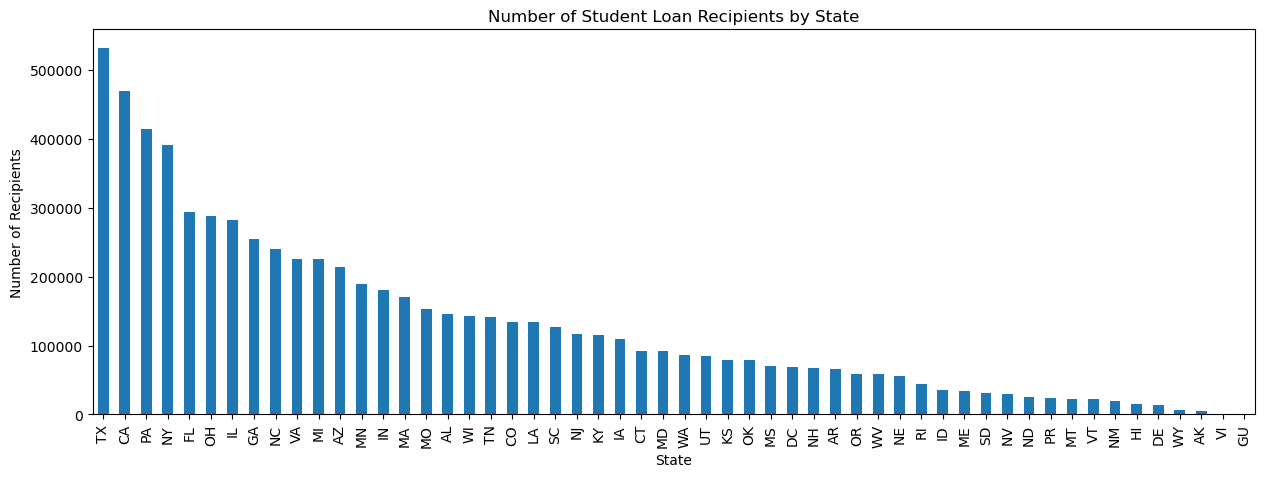 Number of Student Loan Recipients by State
Number of Recipients
500000
400000
300000
200000
100000
0
TX CA PA NY FL OH IL GA NC VA MI AZ MN IN MA MO AL WI TN CO LA SC NJ KY IA CT MD WA UT KS OK MS DC NH AR OR WV NE RI ID ME SD NV ND PR MT VT NM HI DE WY AK VI GU
State